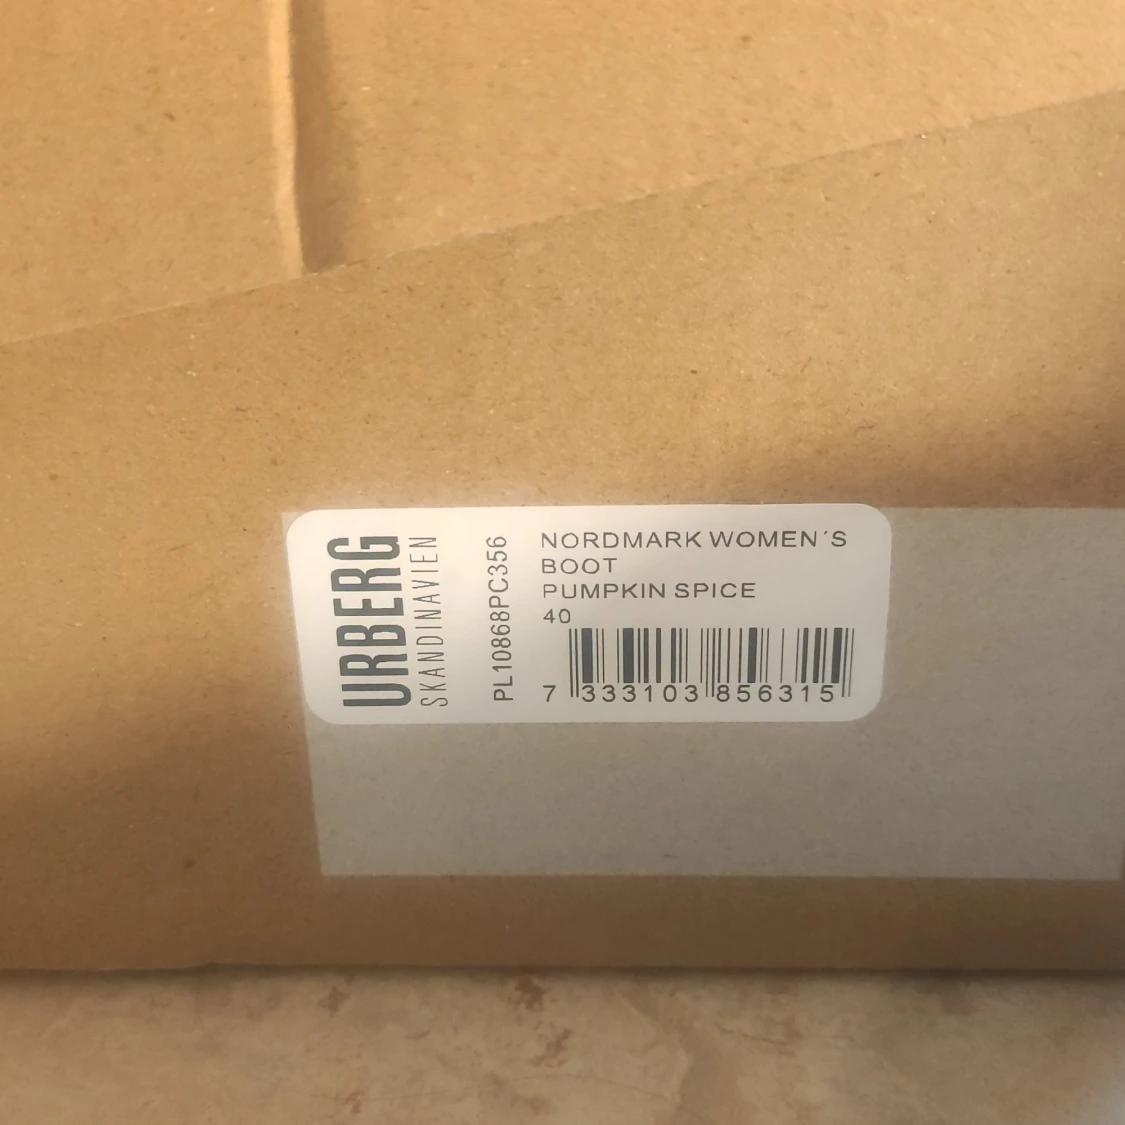 URBERG
SKANDINAVIEN
PL10868PC356
NORDMARK WOMEN´S
BOOT
PUMPKIN SPICE
40
7 333103 856315